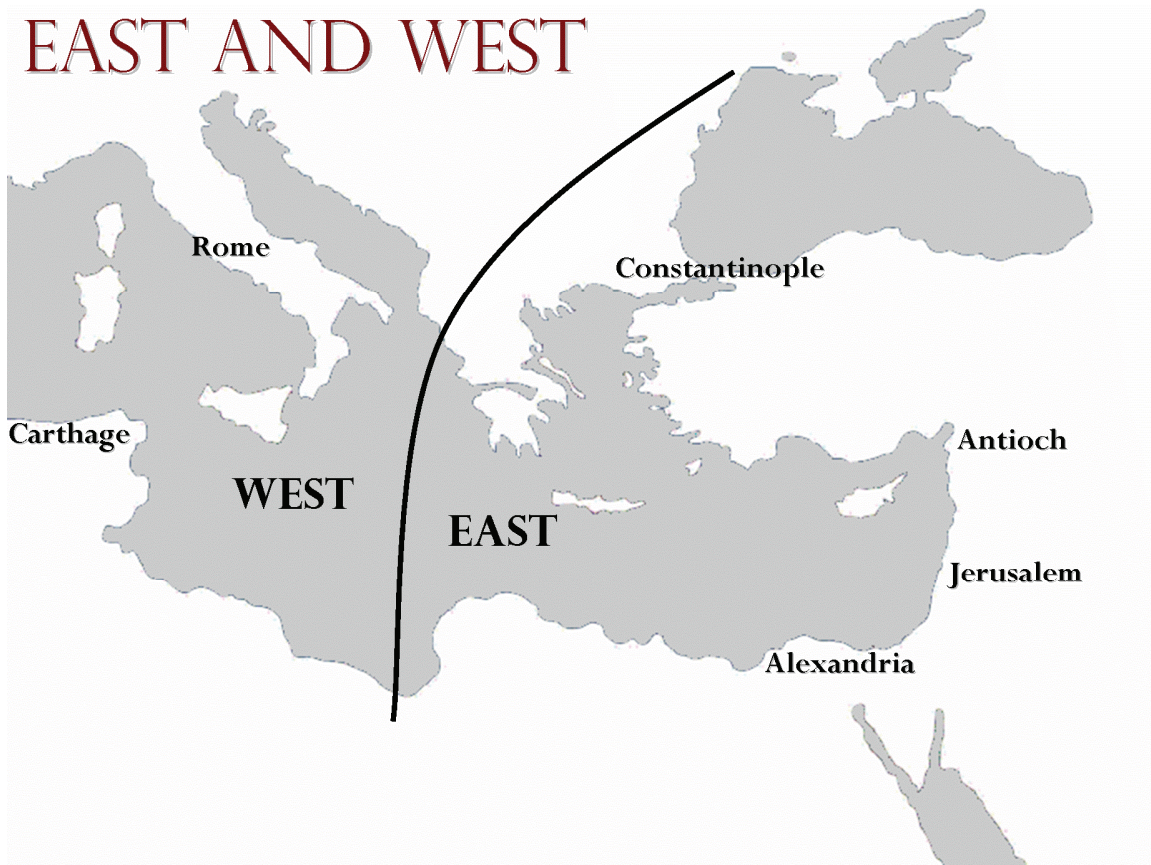 EAST AND WEST
Rome
Constantinople
Carthage
Antioch
WEST
EAST
Jerusalem
Alexandria